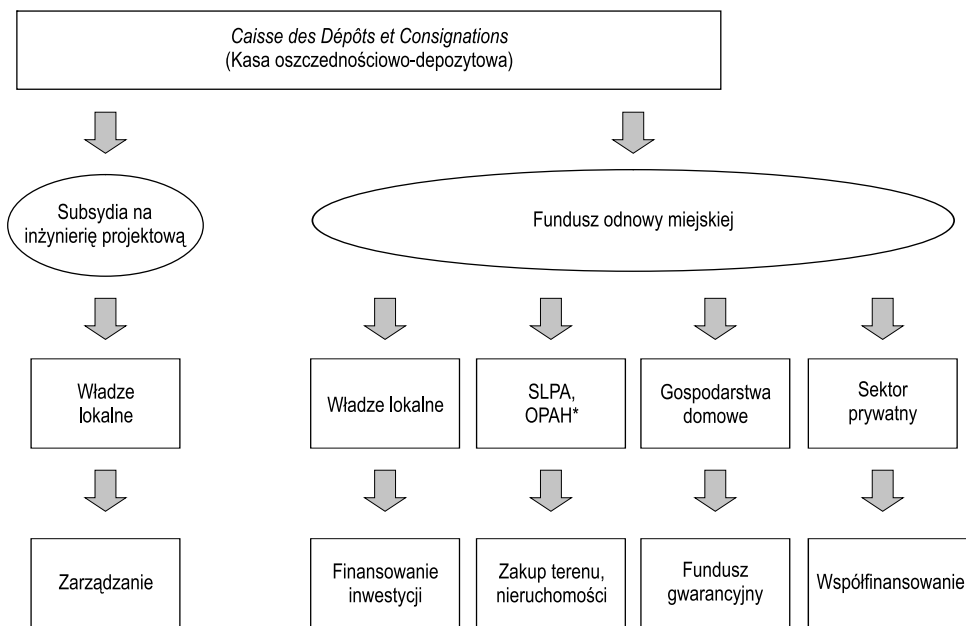 Caisse des Dépôts et Consignations
(Kasa oszczędnościowo-depozytowa)
Subsydia na
inżynierię projektową
Fundusz odnowy miejskiej
Władze
lokalne
Władze lokalne
SLPA,
OPAH*
Gospodarstwa
domowe
Sektor
prywatny
Zarządzanie
Finansowanie
inwestycji
Zakup terenu,
nieruchomości
Fundusz
gwarancyjny
Współfinansowanie